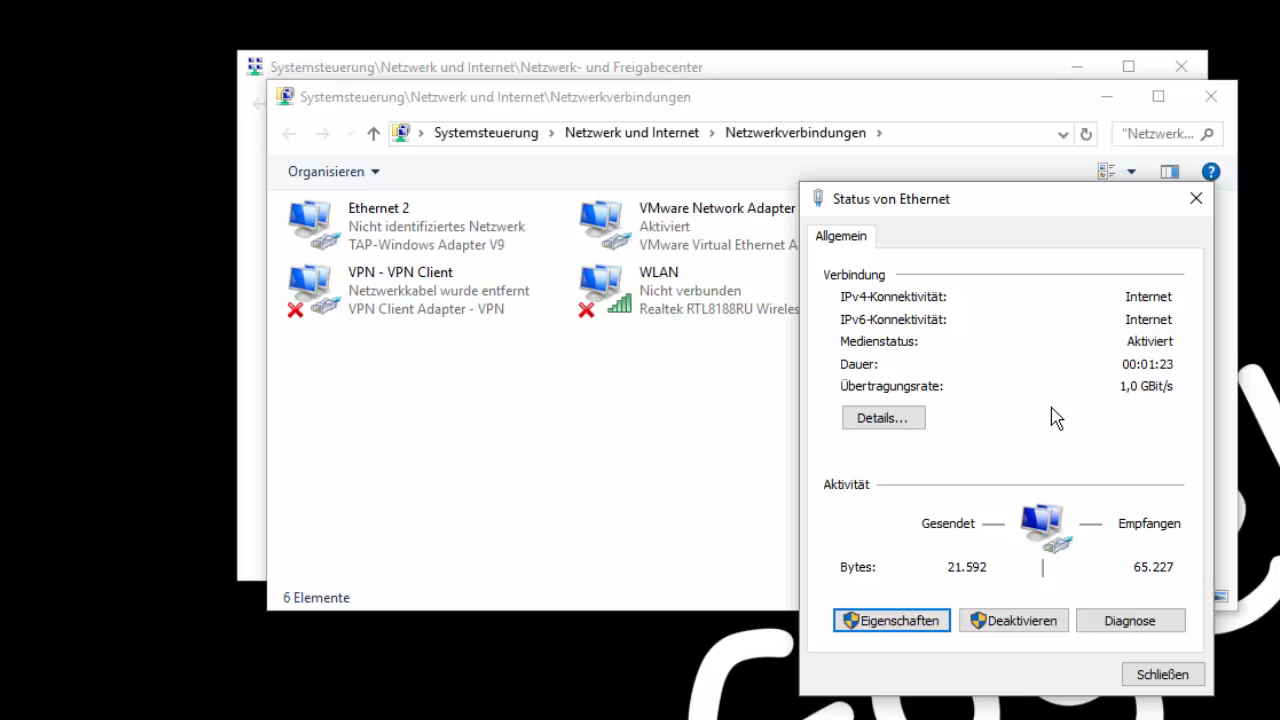 Systemsteuerung\Netzwerk und Internet\Netzwerk- und Freigabecenter
Systemsteuerung\Netzwerk und Internet\Netzwerkverbindungen
Systemsteuerung > Netzwerk und Internet > Netzwerkverbindungen >
"Netzwerk...
Organisieren
Ethernet 2
Nicht identifiziertes Netzwerk
TAP-Windows Adapter V9
VMware Network Adapter
Aktiviert
VMware Virtual Ethernet A
VPN - VPN Client
Netzwerkkabel wurde entfernt
VPN Client Adapter - VPN
WLAN
Nicht verbunden
Realtek RTL8188RU Wireles
6 Elemente
Status von Ethernet
Allgemein
Verbindung
IPv4-Konnektivität: Internet
IPv6-Konnektivität: Internet
Medienstatus: Aktiviert
Dauer: 00:01:23
Übertragungsrate: 1,0 GBit/s
Details...
Aktivität
Gesendet — — Empfangen
Bytes: 21.592 | 65.227
Eigenschaften Deaktivieren Diagnose
Schließen